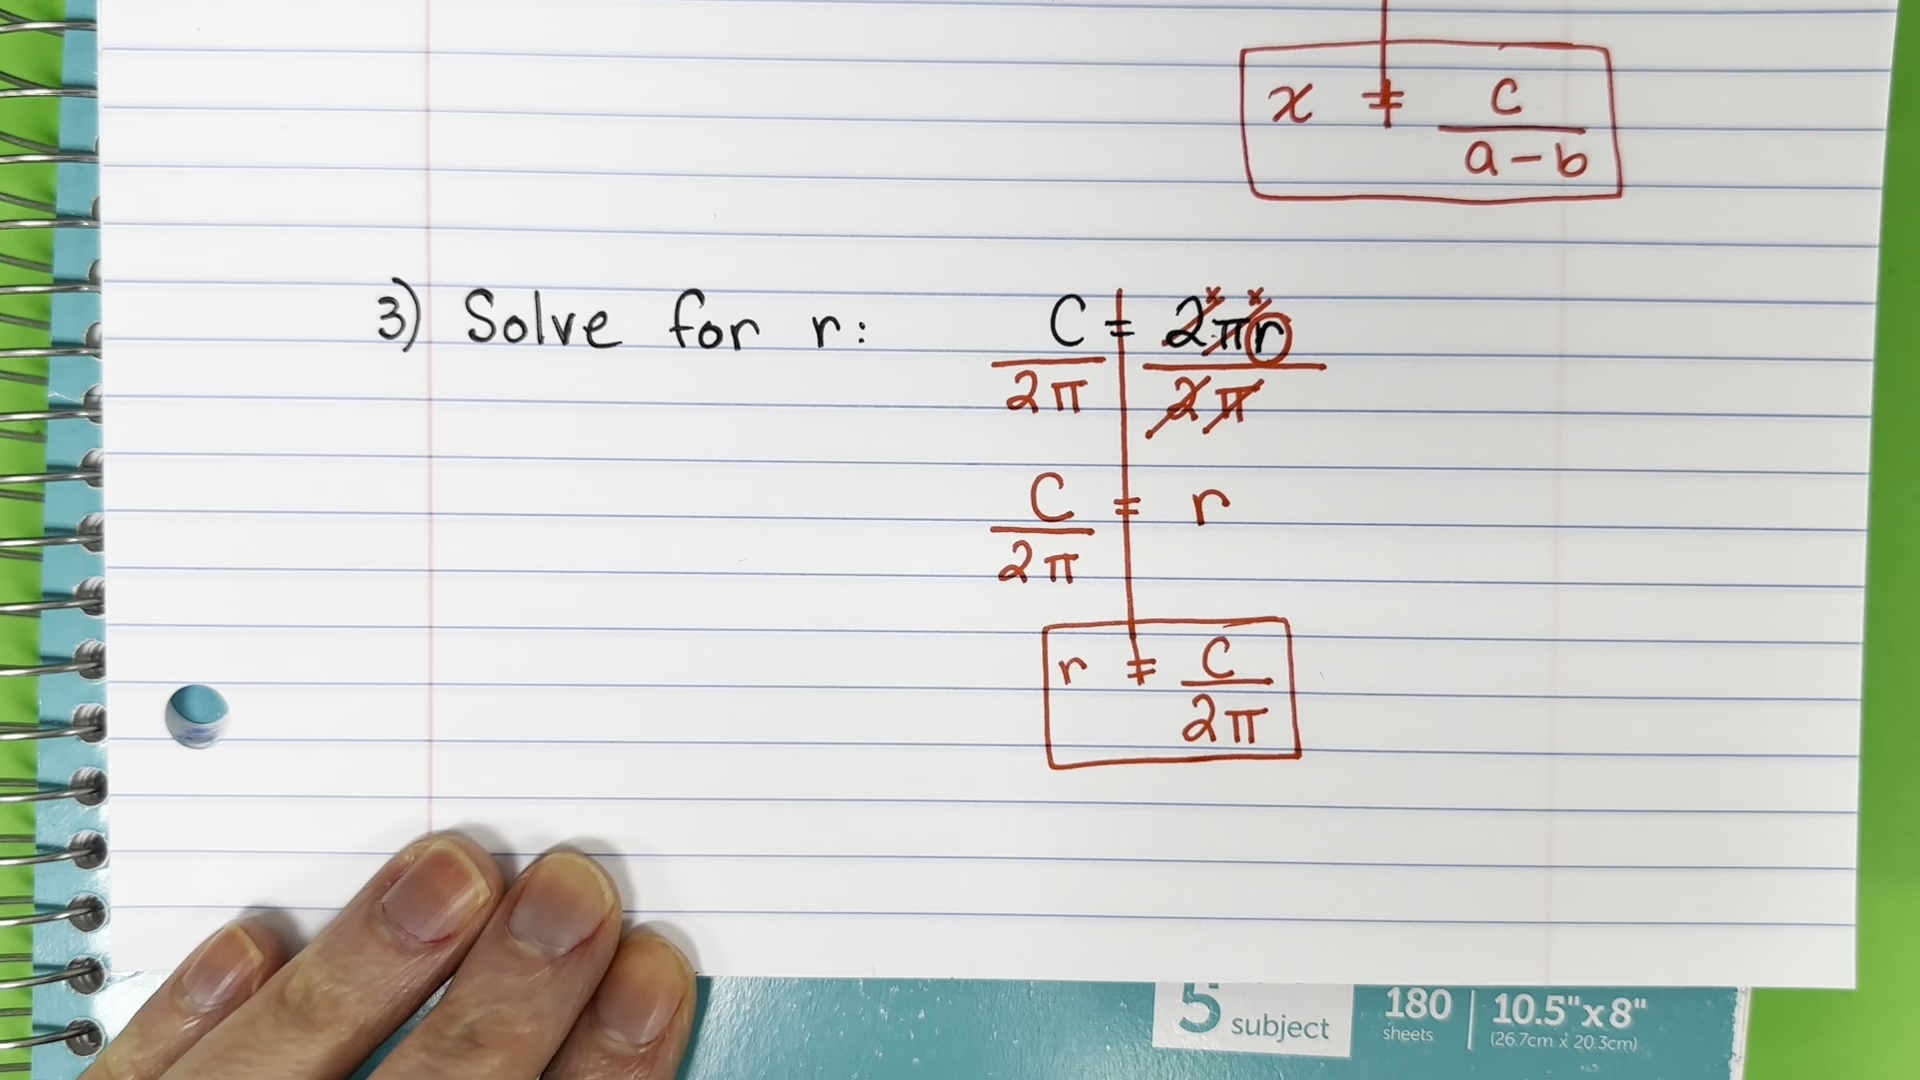 x = c
a - b
3) Solve for r: C = 2πr
2π 2π
C = r
2π
r = C
2π
5 subject
180 sheets
10.5"x8"
(26.7cm x 20.3cm)